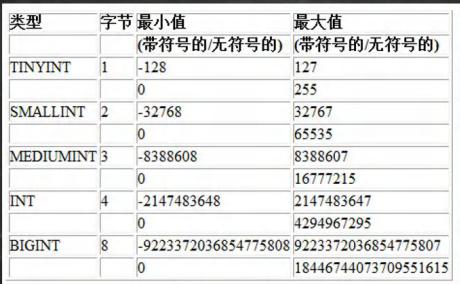 类型 字节 最小值 最大值
(带符号的/无符号的) (带符号的/无符号的)
TINYINT 1 -128 127
0 255
SMALLINT 2 -32768 32767
0 65535
MEDIUMINT 3 -8388608 8388607
0 16777215
INT 4 -2147483648 2147483647
0 4294967295
BIGINT 8 -9223372036854775808 9223372036854775807
0 18446744073709551615